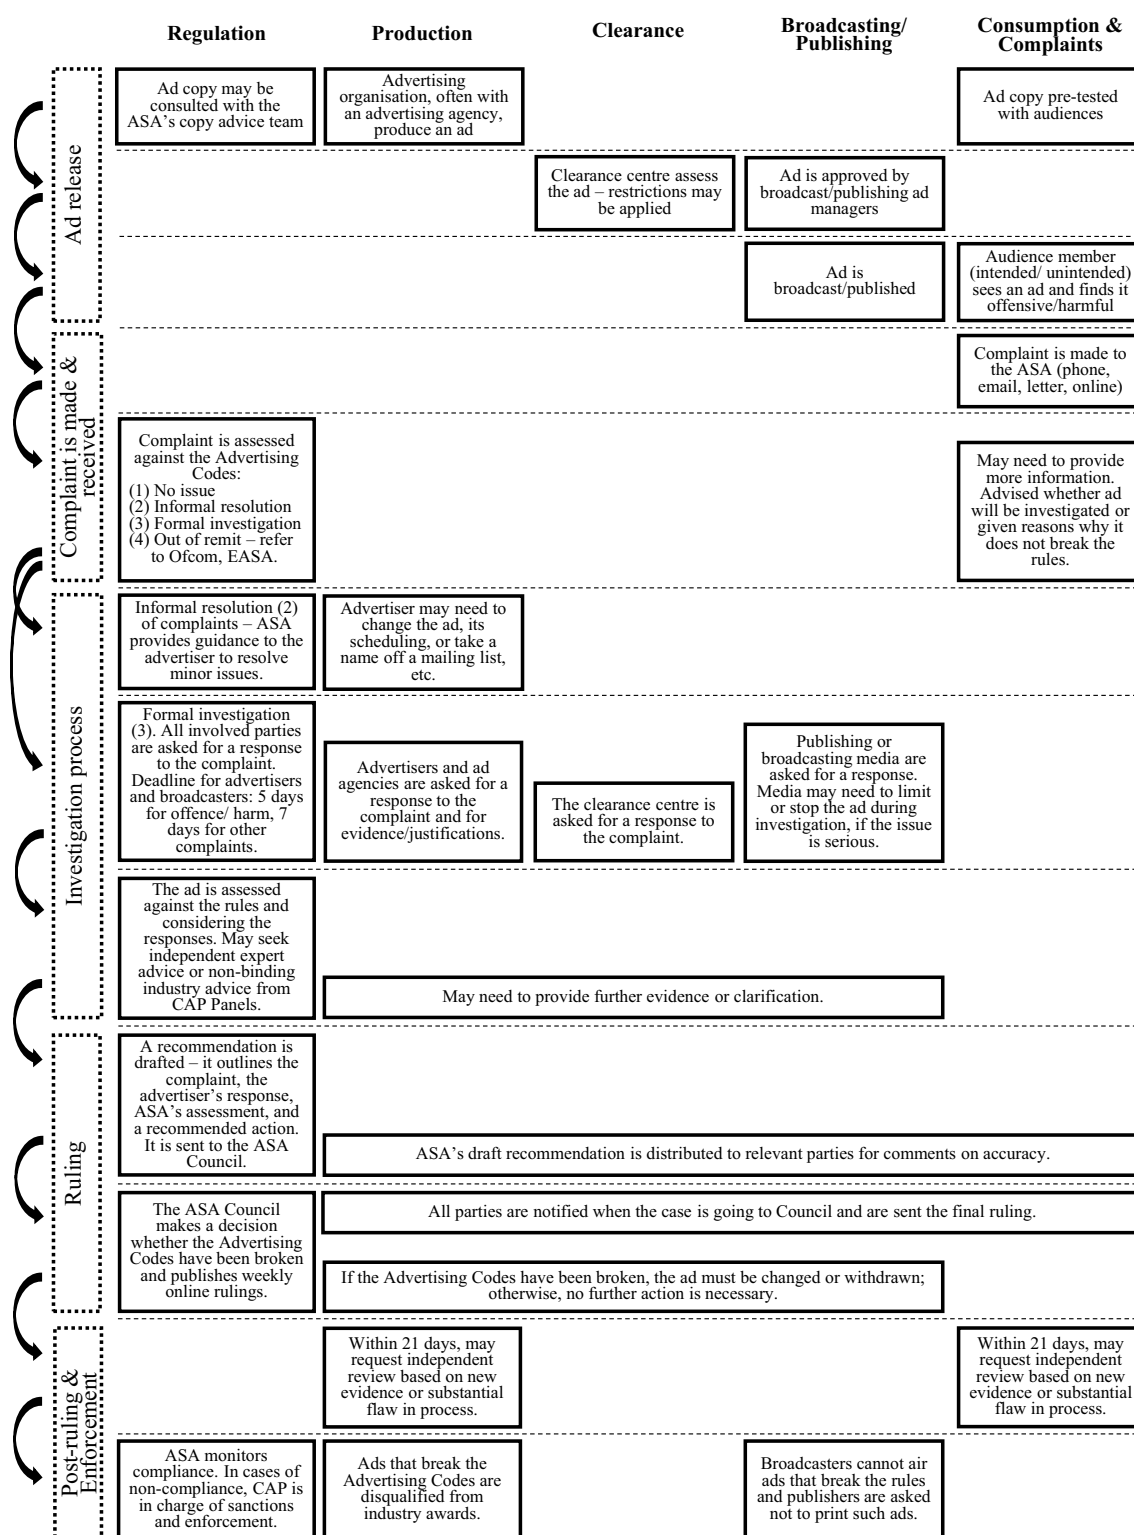 Regulation
Production
Clearance
Broadcasting/
Publishing
Consumption &
Complaints
Ad release
Ad copy may be
consulted with the
ASA’s copy advice team
Advertising
organisation, often with
an advertising agency,
produce an ad
Ad copy pre-tested
with audiences
Clearance centre assess
the ad – restrictions may
be applied
Ad is approved by
broadcast/publishing ad
managers
Ad is
broadcast/published
Audience member
(intended/ unintended)
sees an ad and finds it
offensive/harmful
Complaint is made &
received
Complaint is made to
the ASA (phone,
email, letter, online)
Complaint is assessed
against the Advertising
Codes:
(1) No issue
(2) Informal resolution
(3) Formal investigation
(4) Out of remit – refer
to Ofcom, EASA.
May need to provide
more information.
Advised whether ad
will be investigated or
given reasons why it
does not break the
rules.
Investigation process
Informal resolution (2)
of complaints – ASA
provides guidance to the
advertiser to resolve
minor issues.
Advertiser may need to
change the ad, its
scheduling, or take a
name off a mailing list,
etc.
Formal investigation
(3). All involved parties
are asked for a response
to the complaint.
Deadline for advertisers
and broadcasters: 5 days
for offence/ harm, 7
days for other
complaints.
Advertisers and ad
agencies are asked for a
response to the
complaint and for
evidence/justifications.
The clearance centre is
asked for a response to
the complaint.
Publishing or
broadcasting media are
asked for a response.
Media may need to limit
or stop the ad during
investigation, if the issue
is serious.
The ad is assessed
against the rules and
considering the
responses. May seek
independent expert
advice or non-binding
industry advice from
CAP Panels.
May need to provide further evidence or clarification.
Ruling
A recommendation is
drafted – it outlines the
complaint, the
advertiser’s response,
ASA’s assessment, and
a recommended action.
It is sent to the ASA
Council.
ASA’s draft recommendation is distributed to relevant parties for comments on accuracy.
The ASA Council
makes a decision
whether the Advertising
Codes have been broken
and publishes weekly
online rulings.
All parties are notified when the case is going to Council and are sent the final ruling.
If the Advertising Codes have been broken, the ad must be changed or withdrawn;
otherwise, no further action is necessary.
Post-ruling &
Enforcement
Within 21 days, may
request independent
review based on new
evidence or substantial
flaw in process.
Within 21 days, may
request independent
review based on new
evidence or substantial
flaw in process.
ASA monitors
compliance. In cases of
non-compliance, CAP is
in charge of sanctions
and enforcement.
Ads that break the
Advertising Codes are
disqualified from
industry awards.
Broadcasters cannot air
ads that break the rules
and publishers are asked
not to print such ads.